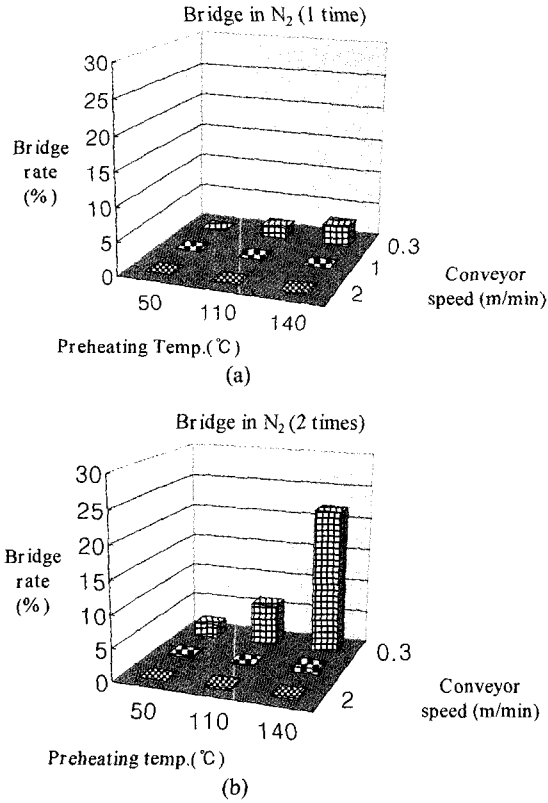 Bridge in N2 (1 time)
30
25
20
15
10
5
0
Bridge
rate
(%)
0.3
1
2
Conveyor
speed (m/min)
50
110
140
Preheating Temp.(℃)
(a)
Bridge in N2 (2 times)
30
25
20
15
10
5
0
Bridge
rate
(%)
0.3
2
Conveyor
speed (m/min)
50
110
140
Preheating temp.(℃)
(b)